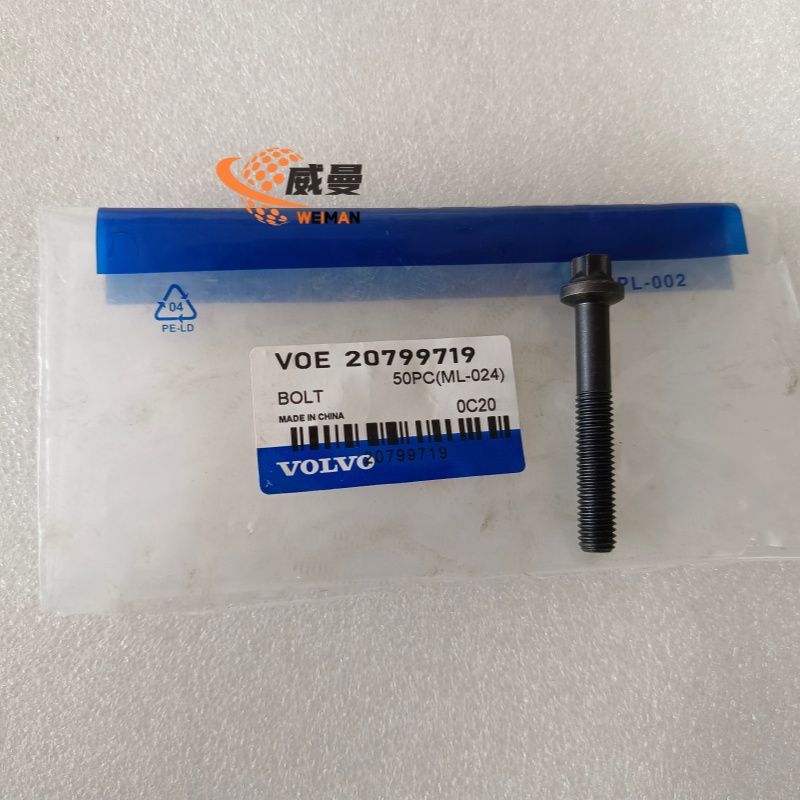 威曼
WEIMAN
PL-002
04
PE-LD
VOE 20799719
50PC(ML-024)
BOLT
0C20
MADE IN CHINA
VOLVO
20799719